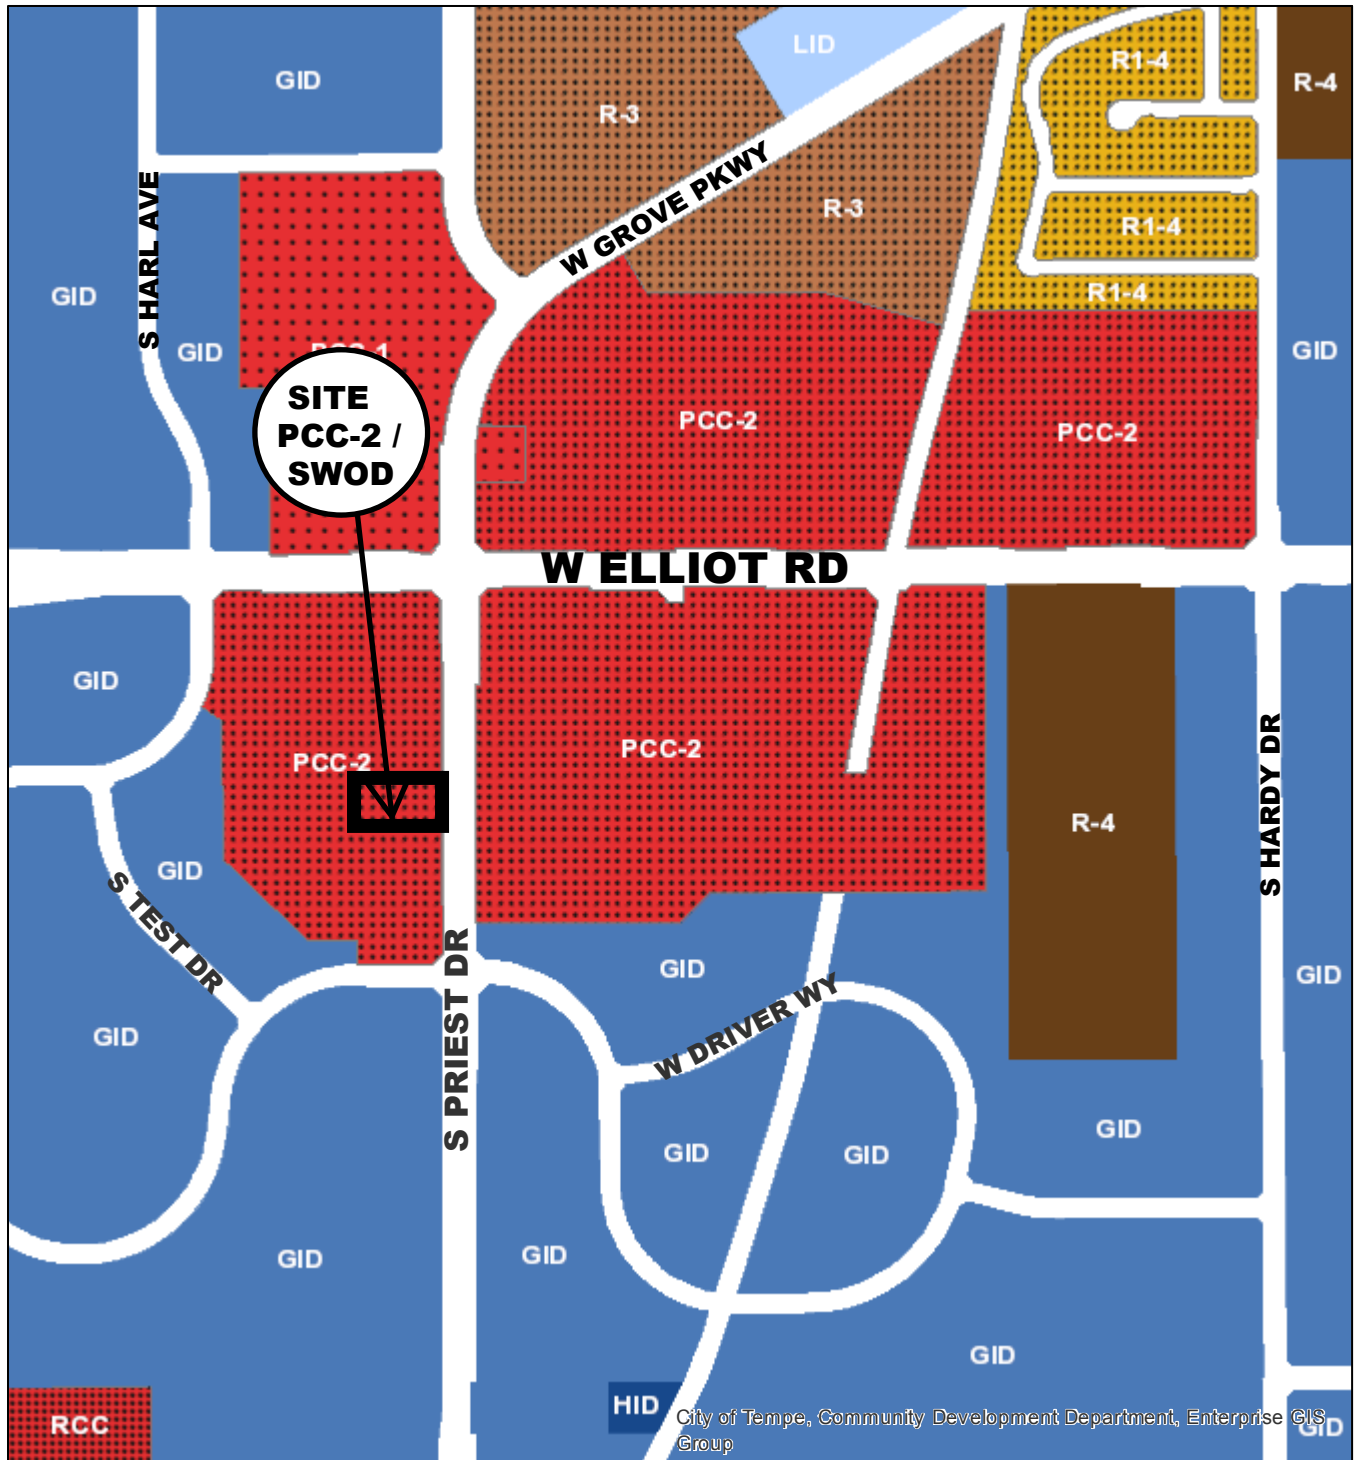 LID
GID
R1-4
R-4
R-3
W GROVE PKWY
R-3
S HARL AVE
R1-4
GID
R1-4
GID
PCC-1
GID
SITE
PCC-2 /
SWOD
PCC-2
PCC-2
W ELLIOT RD
GID
PCC-2
PCC-2
R-4
S HARDY DR
GID
S TEST DR
GID
S PRIEST DR
GID
W DRIVER WY
GID
GID
GID
GID
GID
GID
GID
RCC
HID
City of Tempe, Community Development Department, Enterprise GIS
Group
GID